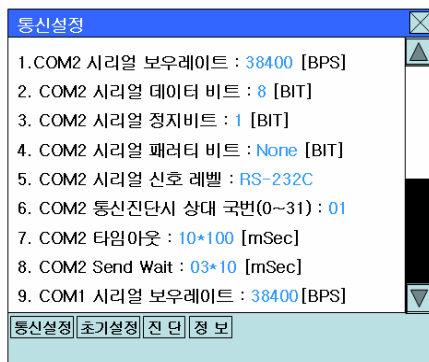 통신설정
1.COM2 시리얼 보우레이트 : 38400 [BPS]
2. COM2 시리얼 데이터 비트 : 8 [BIT]
3. COM2 시리얼 정지비트 : 1 [BIT]
4. COM2 시리얼 패러티 비트 : None [BIT]
5. COM2 시리얼 신호 레벨 : RS-232C
6. COM2 통신진단시 상대 국번(0~31) : 01
7. COM2 타임아웃 : 10*100 [mSec]
8. COM2 Send Wait : 03*10 [mSec]
9. COM1 시리얼 보우레이트 : 38400 [BPS]
통신설정 초기설정 진 단 정 보